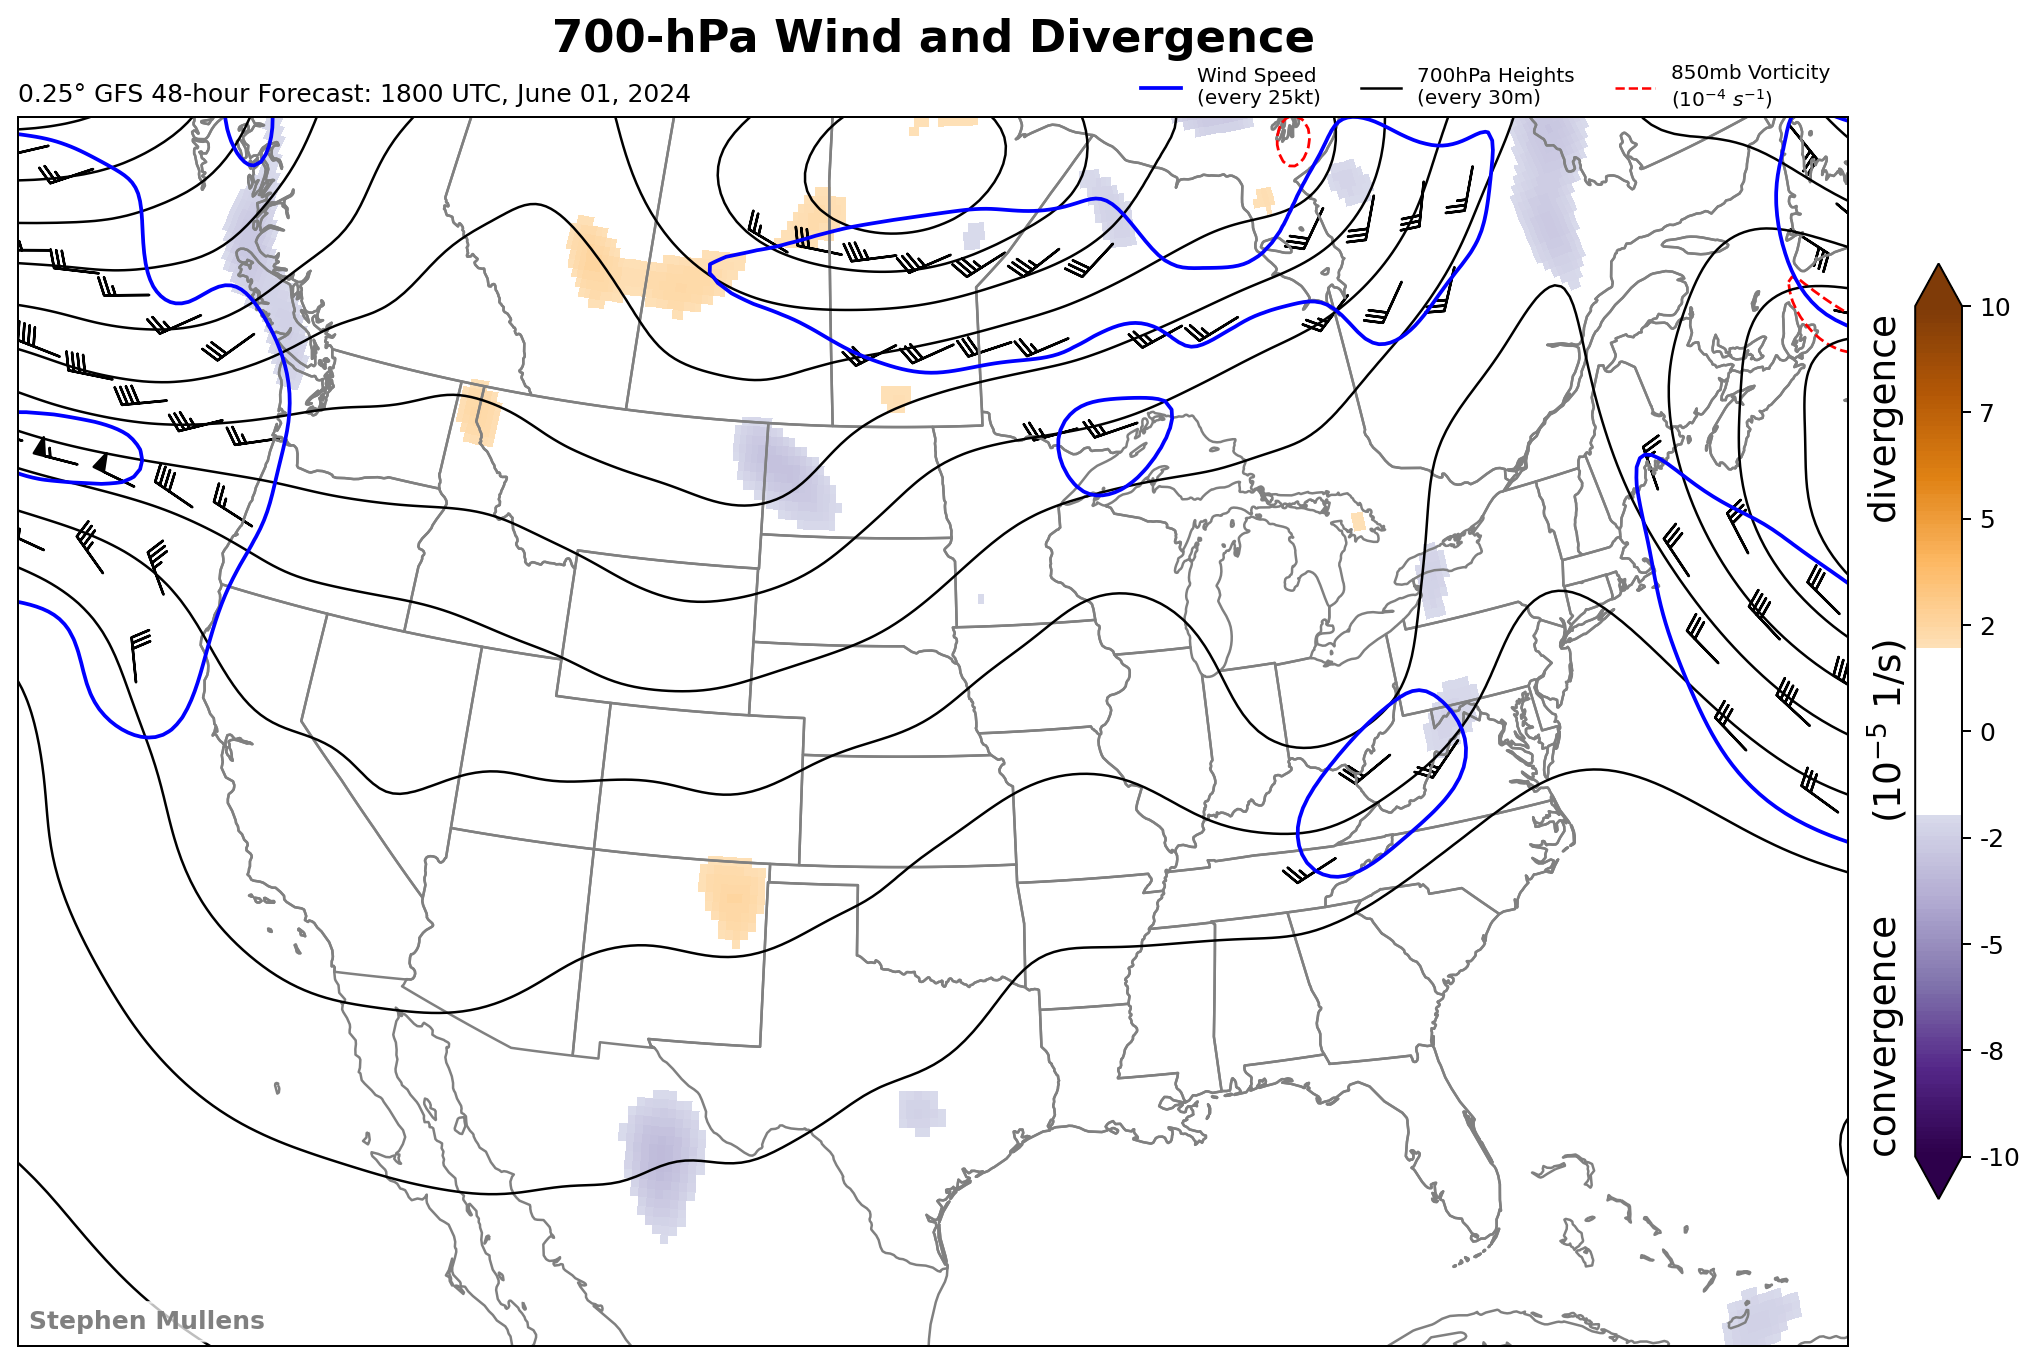 700-hPa Wind and Divergence
0.25° GFS 48-hour Forecast: 1800 UTC, June 01, 2024
Wind Speed
(every 25kt)
700hPa Heights
(every 30m)
850mb Vorticity
(10⁻⁴ s⁻¹)
10
7
5
2
0
-2
-5
-8
-10
convergence (10⁻⁵ 1/s) divergence
Stephen Mullens